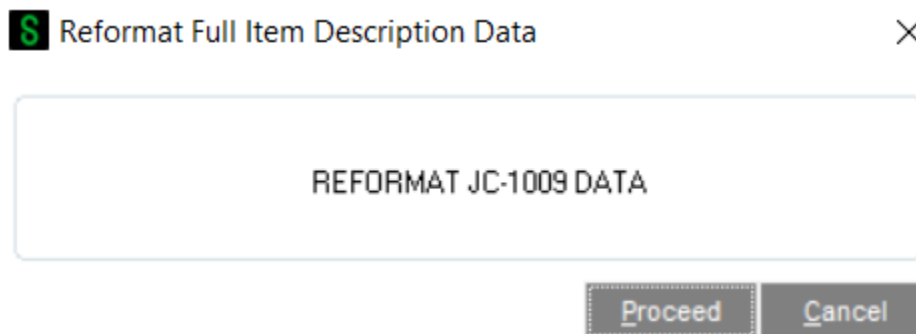 S Reformat Full Item Description Data
REFORMAT JC-1009 DATA
Proceed Cancel